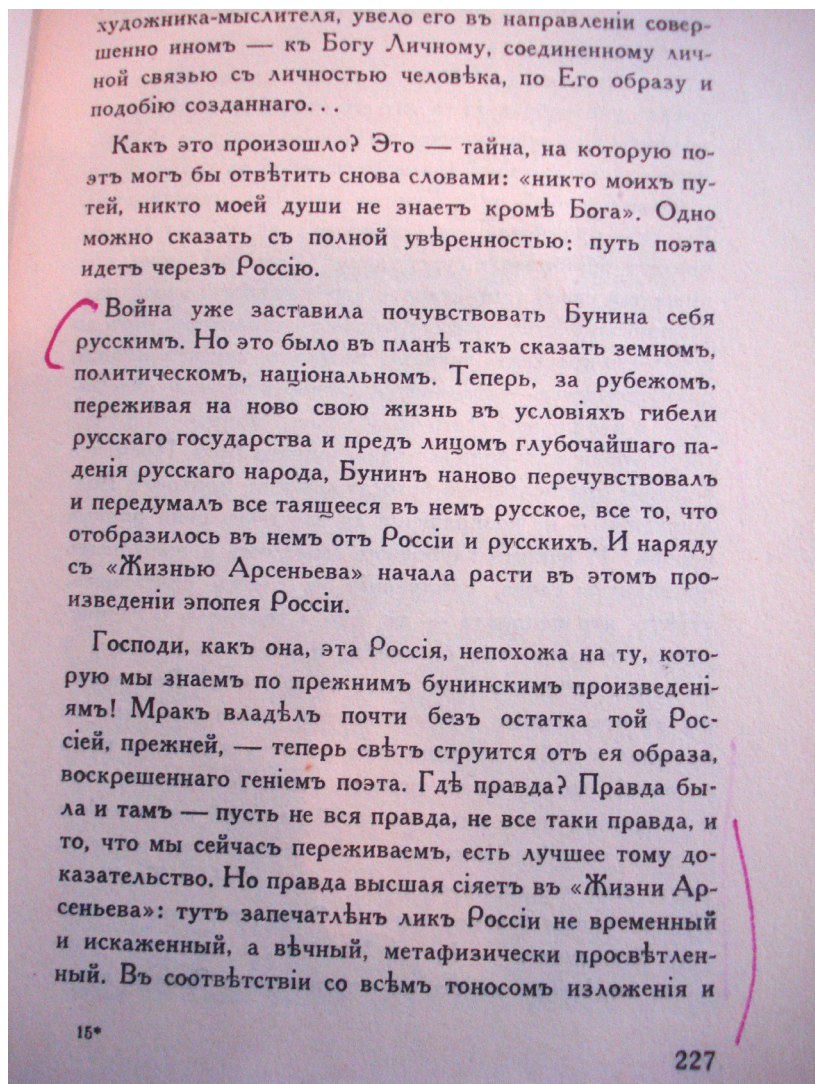 художника-мыслителя, увело его въ направленіи совер-
шенно иномъ — къ Богу Личному, соединенному лич-
ной связью съ личностью человѣка, по Его образу и
подобію созданнаго...
Какъ это произошло? Это — тайна, на которую по-
этъ могъ бы отвѣтить снова словами: «никто моихъ пу-
тей, никто моей души не знаетъ кромѣ Бога». Одно
можно сказать съ полной увѣренностью: путь поэта
идетъ черезъ Россію.
Война уже заставила почувствовать Бунина себя
русскимъ. Но это было въ планѣ такъ сказать земномъ,
политическомъ, національномъ. Теперь, за рубежомъ,
переживая на ново свою жизнь въ условіяхъ гибели
русскаго государства и предъ лицомъ глубочайшаго па-
денія русскаго народа, Бунинъ наново перечувствовалъ
и передумалъ все таящееся въ немъ русское, все то, что
отобразилось въ немъ отъ Россіи и русскихъ. И наряду
съ «Жизнью Арсеньева» начала расти въ этомъ про-
изведеніи эпопея Россіи.
Господи, какъ она, эта Россія, непохожа на ту, кото-
рую мы знаемъ по прежнимъ бунинскимъ произведені-
ямъ! Мракъ владѣлъ почти безъ остатка той Рос-
сіей, прежней, — теперь свѣтъ струится отъ ея образа,
воскрешеннаго геніемъ поэта. Гдѣ правда? Правда бы-
ла и тамъ — пусть не вся правда, не все таки правда, и
то, что мы сейчасъ переживаемъ, есть лучшее тому до-
казательство. Но правда высшая сіяетъ въ «Жизни Ар-
сеньева»: тутъ запечатлѣнъ ликъ Россіи не временный
и искаженный, а вѣчный, метафизически просвѣтлен-
ный. Въ соотвѣтствіи со всѣмъ тоносомъ изложенія и
15*
227